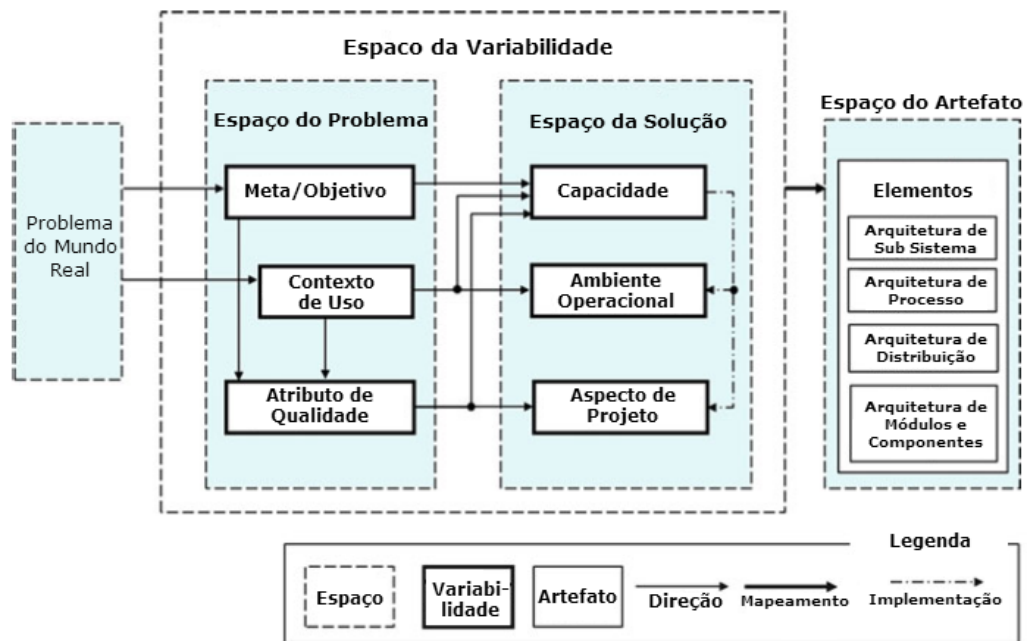 Espaco da Variabilidade
Espaço do Problema
Espaço da Solução
Espaço do Artefato
Problema
do Mundo
Real
Meta/Objetivo
Contexto
de Uso
Atributo de
Qualidade
Capacidade
Ambiente
Operacional
Aspecto de
Projeto
Elementos
Arquitetura de
Sub Sistema
Arquitetura de
Processo
Arquitetura de
Distribuição
Arquitetura de
Módulos e
Componentes
Legenda
Espaço
Variabi-
lidade
Artefato
Direção
Mapeamento
Implementação